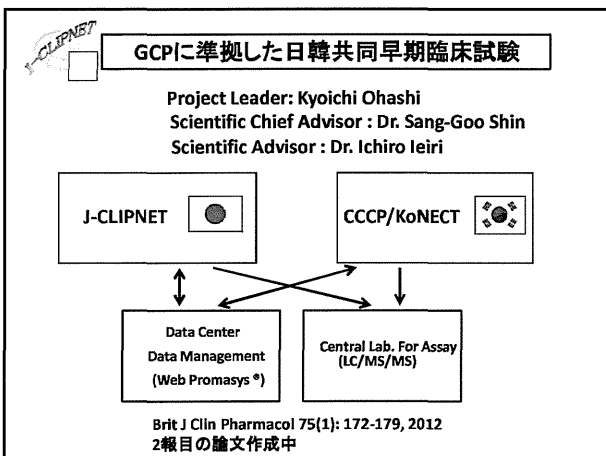 J-CLIPNET
GCPに準拠した日韓共同早期臨床試験
Project Leader: Kyoichi Ohashi
Scientific Chief Advisor : Dr. Sang-Goo Shin
Scientific Advisor : Dr. Ichiro Ieiri
J-CLIPNET
CCCP/KoNECT
Data Center
Data Management
(Web Promasys ®)
Central Lab. For Assay
(LC/MS/MS)
Brit J Clin Pharmacol 75(1): 172-179, 2012
2報目の論文作成中